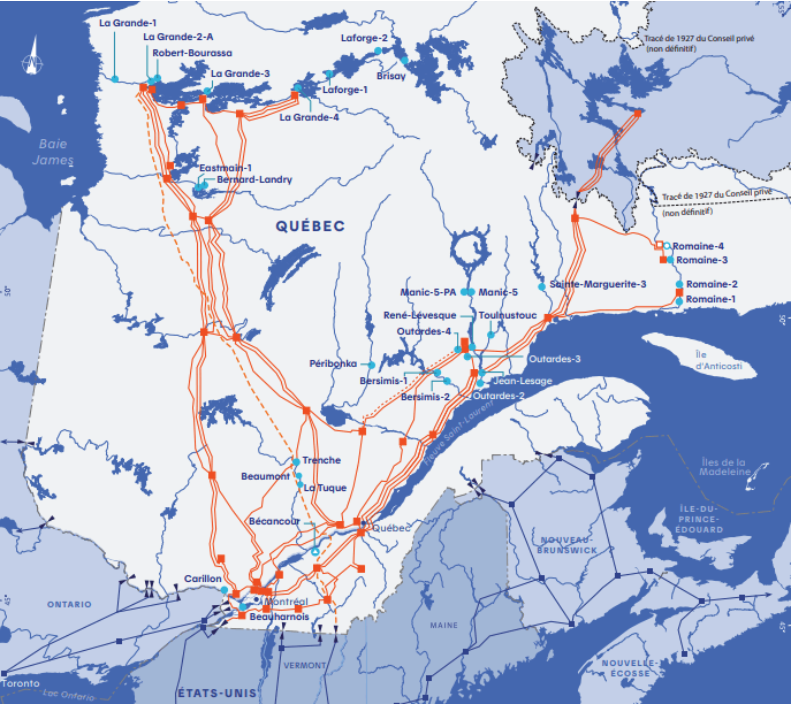 La Grande-1
La Grande-2-A
Robert-Bourassa
La Grande-3
Laforge-2
Brisay
Laforge-1
La Grande-4
Tracé de 1927 du Conseil privé
(non définitif)
Baie
James
Eastmain-1
Bernard-Landry
QUÉBEC
Tracé de 1927 du Conseil privé
(non définitif)
Romaine-4
Romaine-3
Romaine-2
Romaine-1
Sainte-Marguerite-3
Manic-5-PA
Manic-5
René-Lévesque
Toulnustouc
Outardes-4
Outardes-3
Péribonka
Bersimis-1
Jean-Lesage
Bersimis-2
Outardes-2
Île
d'Anticosti
Fleuve Saint-Laurent
Îles de la
Madeleine
Trenche
Beaumont
La Tuque
Bécancour
Québec
ÎLE-DU-
PRINCE-
ÉDOUARD
NOUVEAU-
BRUNSWICK
Carillon
Montréal
Beauharnois
ONTARIO
MAINE
VERMONT
NOUVELLE-
ÉCOSSE
Toronto
Lac Ontario
ÉTATS-UNIS